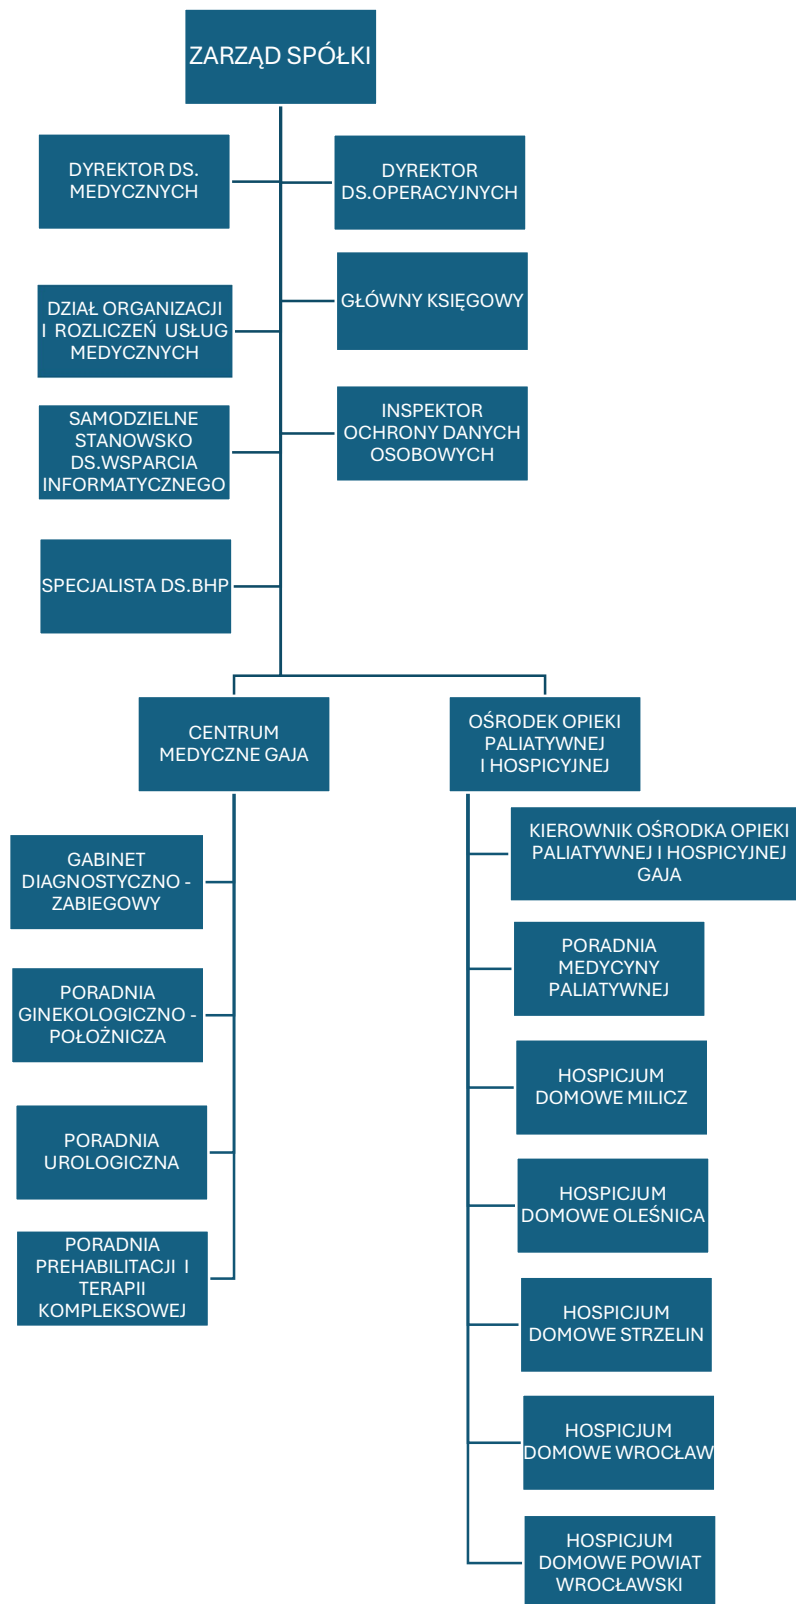 ZARZĄD SPÓŁKI
DYREKTOR DS.
MEDYCZNYCH
DYREKTOR
DS.OPERACYJNYCH
DZIAŁ ORGANIZACJI
I ROZLICZEŃ USŁUG
MEDYCZNYCH
GŁÓWNY KSIĘGOWY
SAMODZIELNE
STANOWSKO
DS.WSPARCIA
INFORMATYCZNEGO
INSPEKTOR
OCHRONY DANYCH
OSOBOWYCH
SPECJALISTA DS.BHP
CENTRUM
MEDYCZNE GAJA
OŚRODEK OPIEKI
PALIATYWNEJ
I HOSPICYJNEJ
GABINET
DIAGNOSTYCZNO -
ZABIEGOWY
PORADNIA
GINEKOLOGICZNO -
POŁOŻNICZA
PORADNIA
UROLOGICZNA
PORADNIA
PREHABILITACJI I
TERAPII
KOMPLEKSOWEJ
KIEROWNIK OŚRODKA OPIEKI
PALIATYWNEJ I HOSPICYJNEJ
GAJA
PORADNIA
MEDYCYNY
PALIATYWNEJ
HOSPICJUM
DOMOWE MILICZ
HOSPICJUM
DOMOWE OLEŚNICA
HOSPICJUM
DOMOWE STRZELIN
HOSPICJUM
DOMOWE WROCŁAW
HOSPICJUM
DOMOWE POWIAT
WROCŁAWSKI